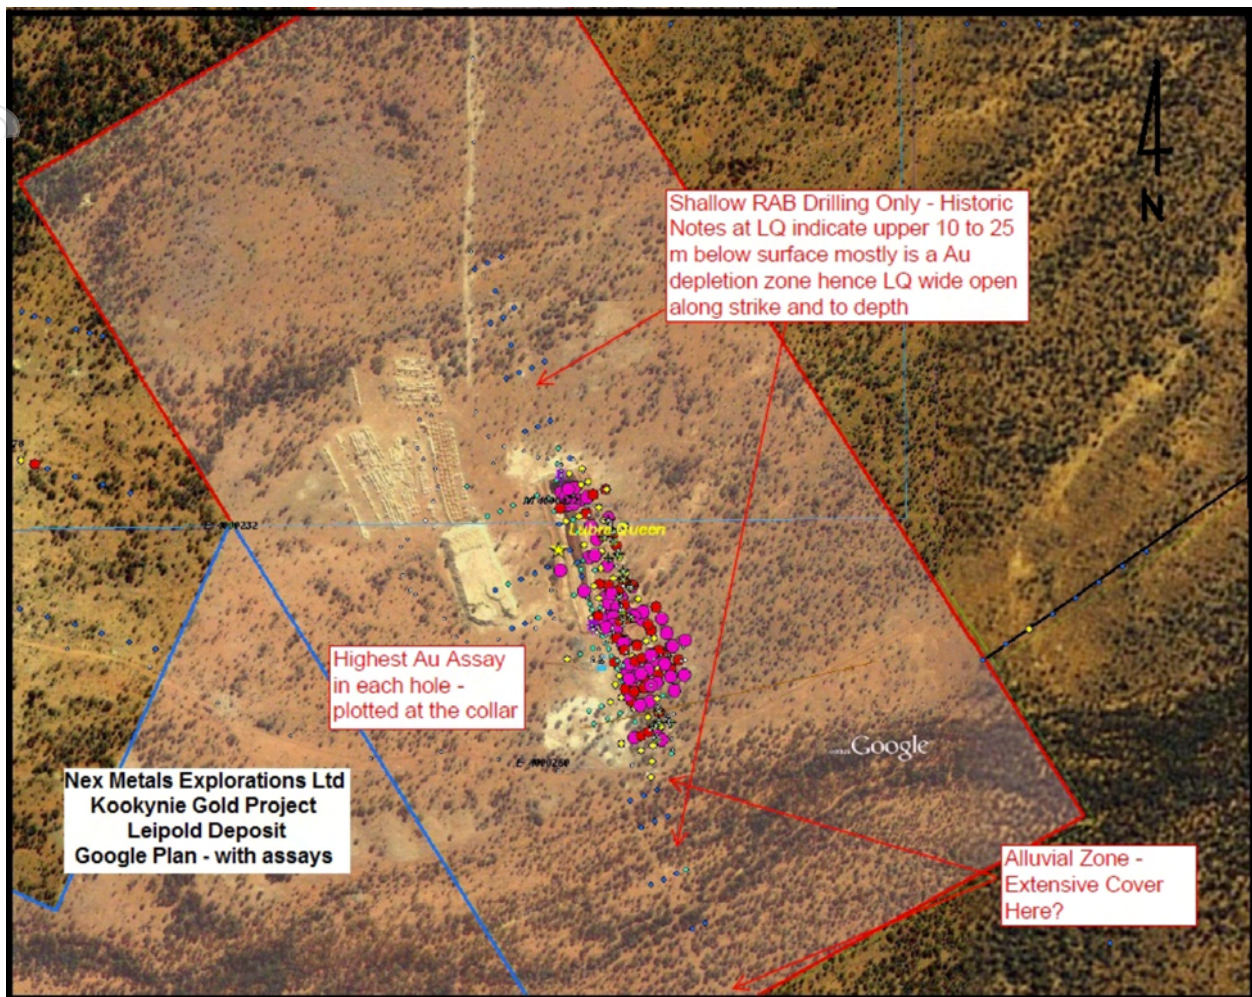 N
Shallow RAB Drilling Only - Historic
Notes at LQ indicate upper 10 to 25
m below surface mostly is a Au
depletion zone hence LQ wide open
along strike and to depth
78
Queen
Highest Au Assay
in each hole -
plotted at the collar
Google
Nex Metals Explorations Ltd
Kookynie Gold Project
Leipold Deposit
Google Plan - with assays
Alluvial Zone -
Extensive Cover
Here?